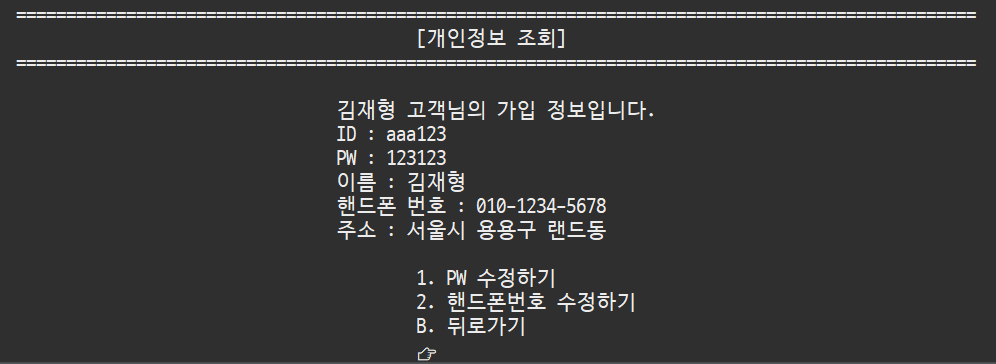 ================================================================================================
[개인정보 조회]
================================================================================================
김재형 고객님의 가입 정보입니다.
ID : aaa123
PW : 123123
이름 : 김재형
핸드폰 번호 : 010-1234-5678
주소 : 서울시 용용구 랜드동
1. PW 수정하기
2. 핸드폰번호 수정하기
B. 뒤로가기
☞